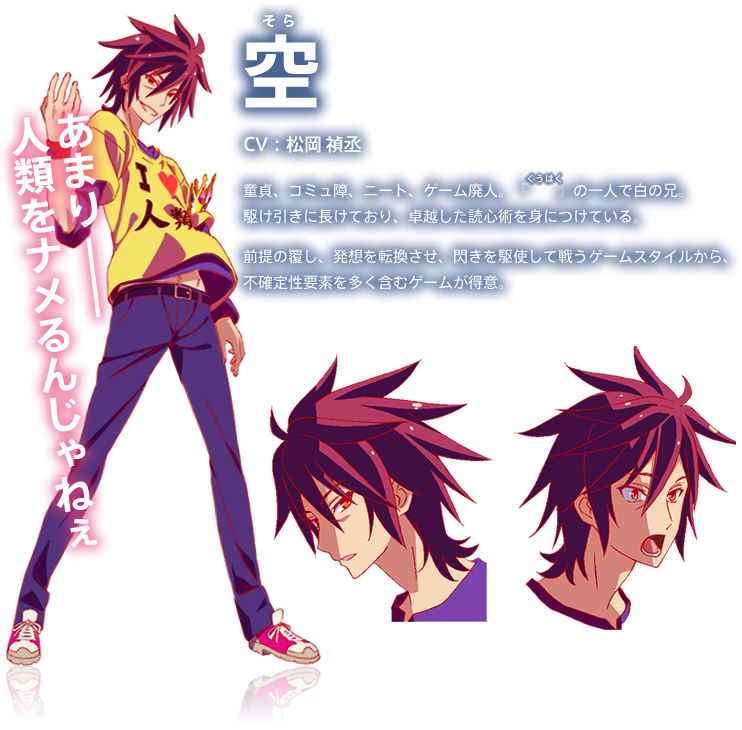 そら
空
CV：松岡 禎丞
くうはく
童貞、コミュ障、ニート、ゲーム廃人。『　　』の一人で白の兄。
駆け引きに長けており、卓越した読心術を身につけている。
前提の覆し、発想を転換させ、閃きを駆使して戦うゲームスタイルから、
不確定性要素を多く含むゲームが得意。
あまり――
人類をナメるんじゃねぇ
I
人類